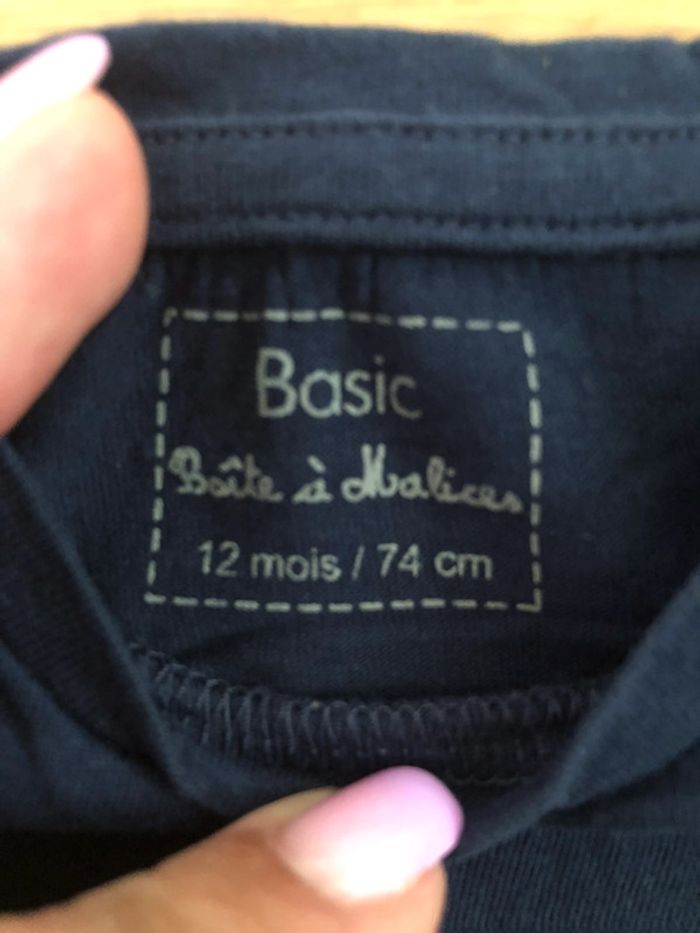 Basic
Boîte à Malices
12 mois / 74 cm